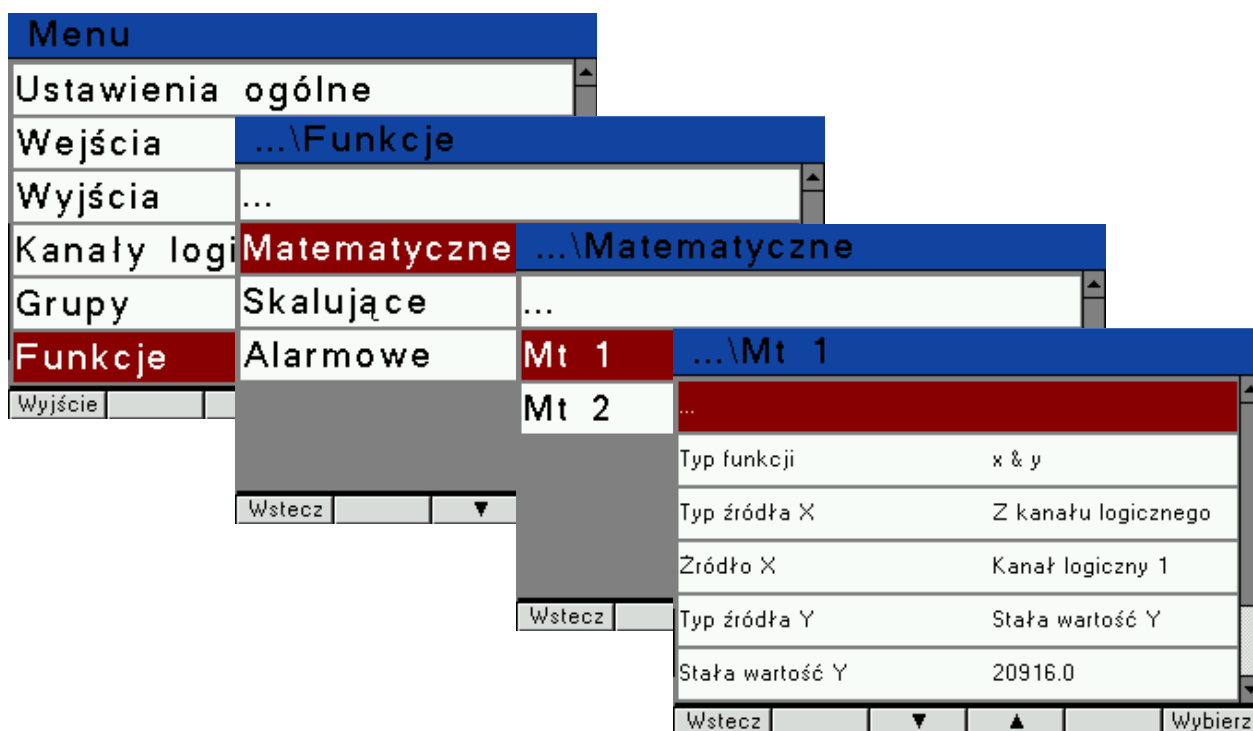 Menu
Ustawienia ogólne
Wejścia
Wyjścia
Kanały logi
Grupy
Funkcje
Wyjście
...\Funkcje
...
Matematyczne
Skalujące
Alarmowe
Wstecz ▼
...\Matematyczne
...
Mt 1
Mt 2
Wstecz
...\Mt 1
...
Typ funkcji x & y
Typ źródła X Z kanału logicznego
Źródło X Kanał logiczny 1
Typ źródła Y Stała wartość Y
Stała wartość Y 20916.0
Wstecz ▼ ▲ Wybierz